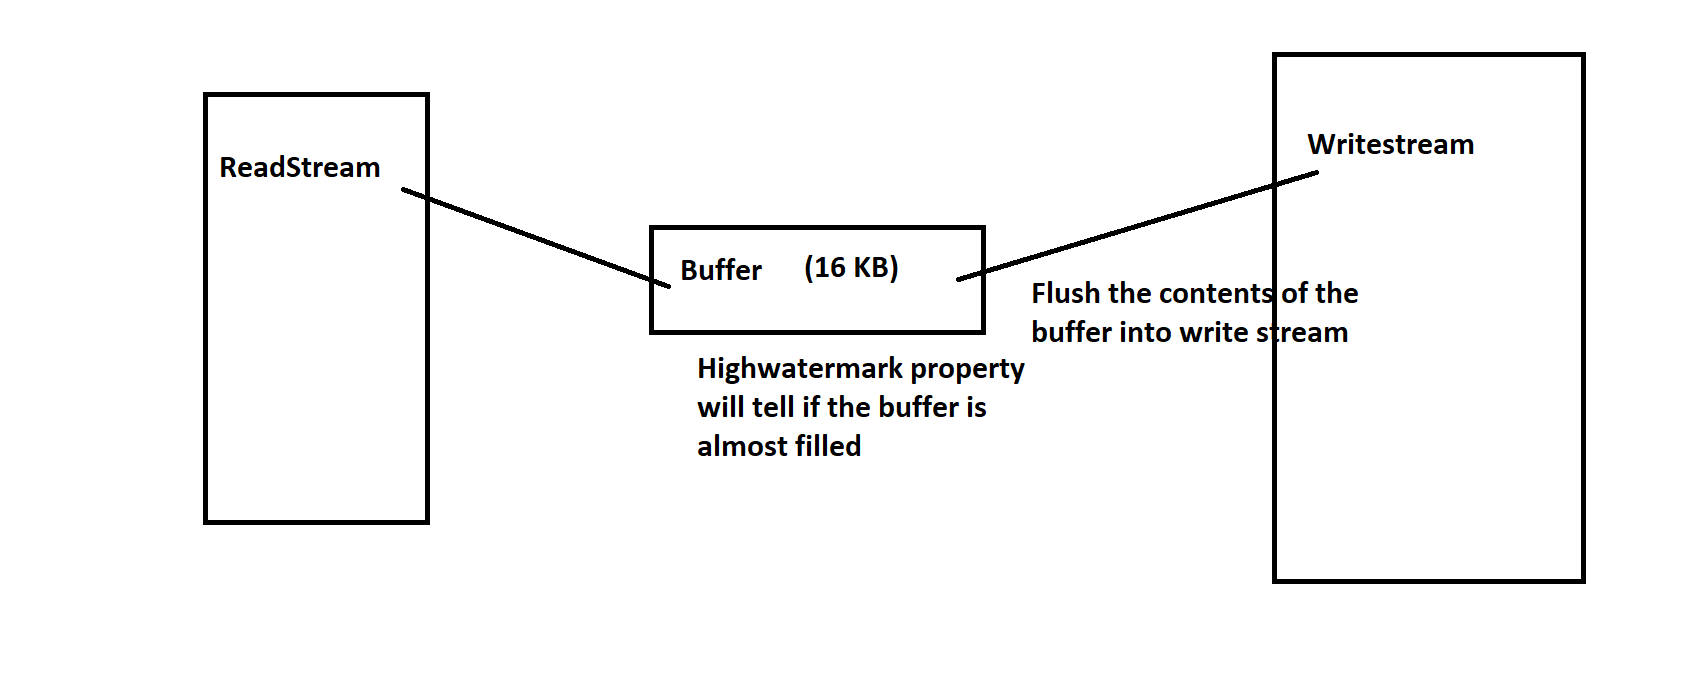 ReadStream
Writestream
Buffer (16 KB)
Flush the contents of the
buffer into write stream
Highwatermark property
will tell if the buffer is
almost filled